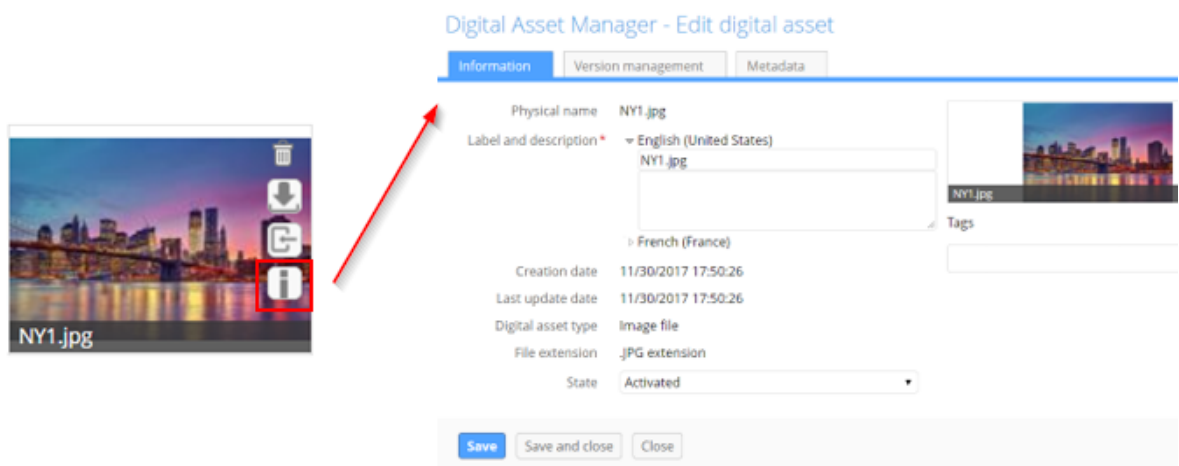 Digital Asset Manager - Edit digital asset
Information Version management Metadata
Physical name NY1.jpg
Label and description * English (United States)
NY1.jpg
French (France)
Creation date 11/30/2017 17:50:26
Last update date 11/30/2017 17:50:26
Digital asset type Image file
File extension .JPG extension
State Activated
Save Save and close Close
NY1.jpg
Tags
NY1.jpg